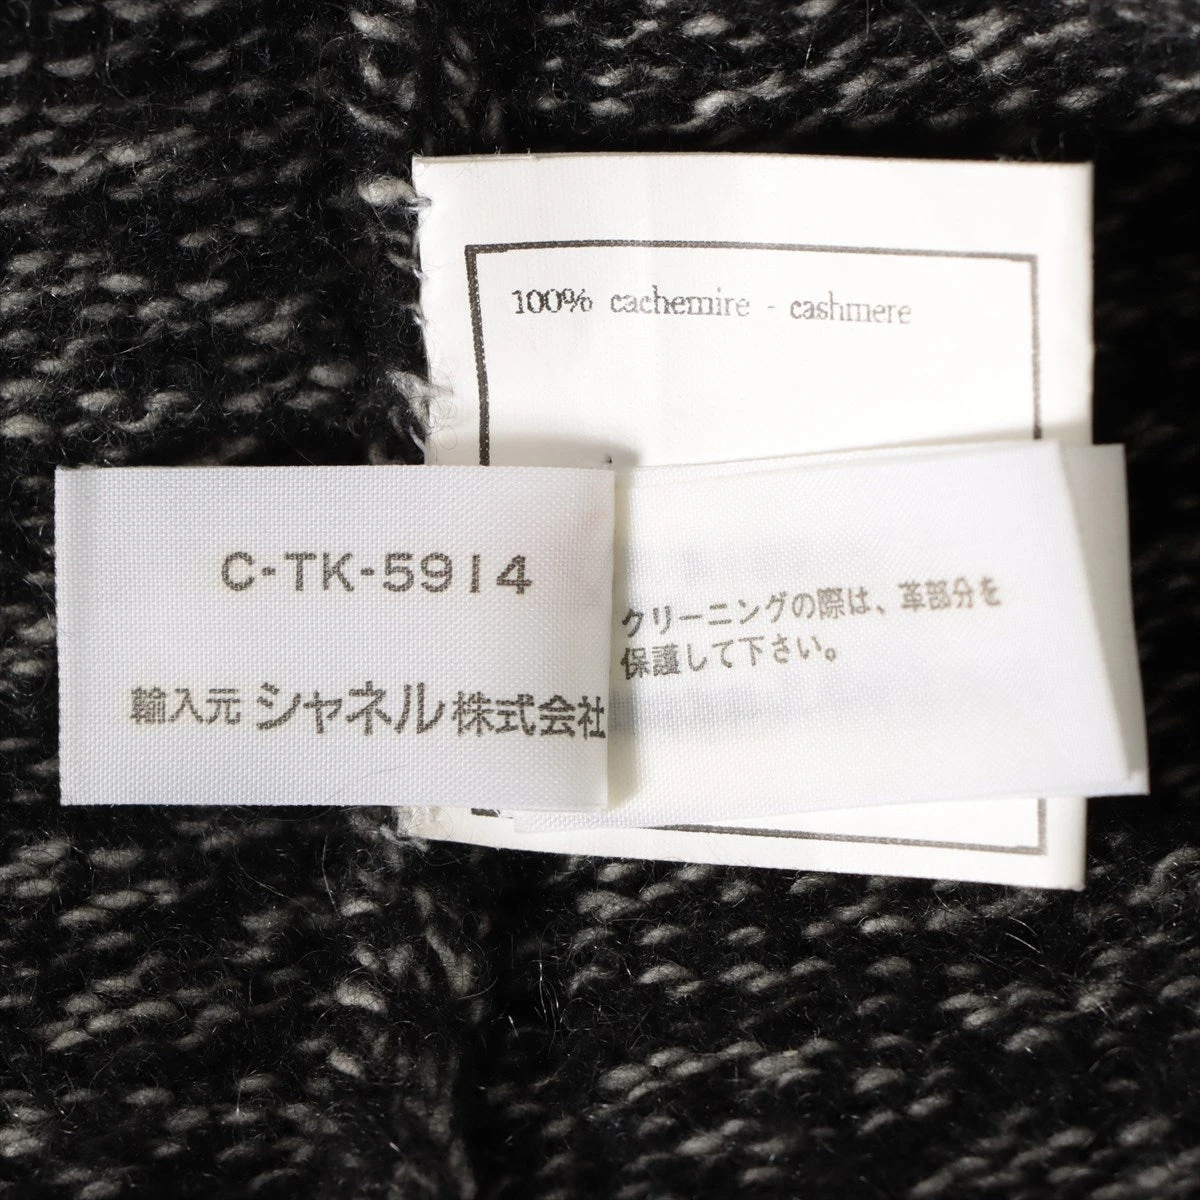 100% cachemire - cashmere
C-TK-5914
輸入元 シャネル株式会社
クリーニングの際は、革部分を
保護して下さい。